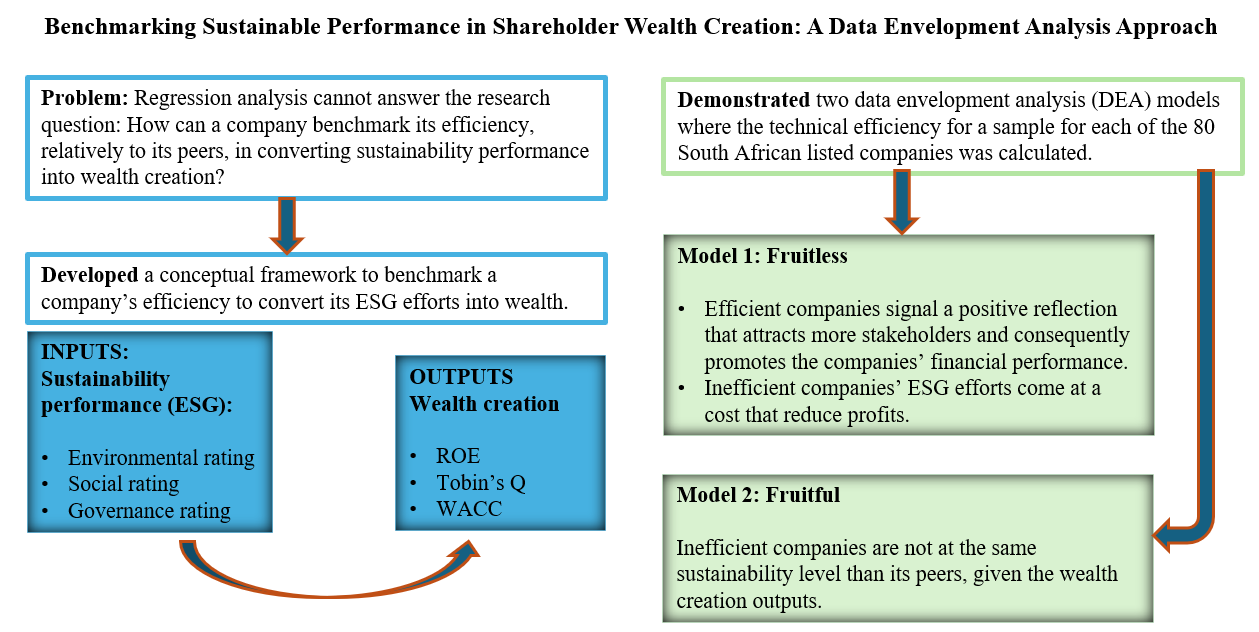 Benchmarking Sustainable Performance in Shareholder Wealth Creation: A Data Envelopment Analysis Approach
Problem: Regression analysis cannot answer the research
question: How can a company benchmark its efficiency,
relatively to its peers, in converting sustainability performance
into wealth creation?
Developed a conceptual framework to benchmark a
company's efficiency to convert its ESG efforts into wealth.
INPUTS:
Sustainability
performance (ESG):
• Environmental rating
• Social rating
• Governance rating
OUTPUTS
Wealth creation
• ROE
• Tobin's Q
• WACC
Demonstrated two data envelopment analysis (DEA) models
where the technical efficiency for a sample for each of the 80
South African listed companies was calculated.
Model 1: Fruitless
• Efficient companies signal a positive reflection
that attracts more stakeholders and consequently
promotes the companies' financial performance.
• Inefficient companies' ESG efforts come at a
cost that reduce profits.
Model 2: Fruitful
Inefficient companies are not at the same
sustainability level than its peers, given the wealth
creation outputs.